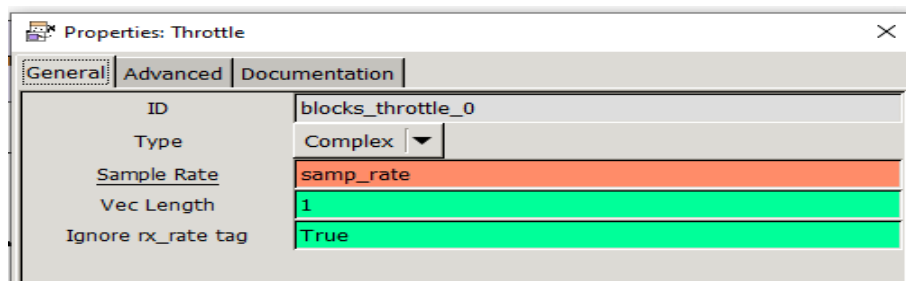 Properties: Throttle
General Advanced Documentation
ID blocks_throttle_0
Type Complex
Sample Rate samp_rate
Vec Length 1
Ignore rx_rate tag True